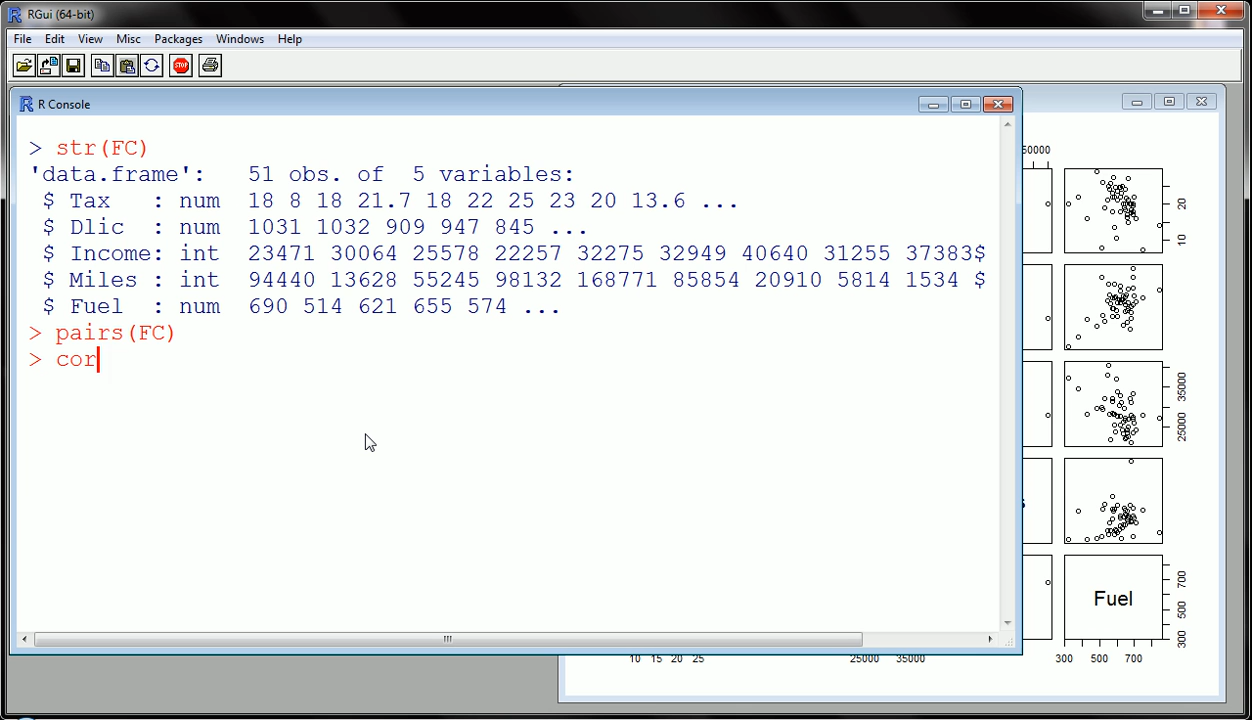 RGui (64-bit)
File Edit View Misc Packages Windows Help
STOP
R Console
> str(FC)
'data.frame': 51 obs. of 5 variables:
$ Tax : num 18 8 18 21.7 18 22 25 23 20 13.6 ...
$ Dlic : num 1031 1032 909 947 845 ...
$ Income: int 23471 30064 25578 22257 32275 32949 40640 31255 37383$
$ Miles : int 94440 13628 55245 98132 168771 85854 20910 5814 1534 $
$ Fuel : num 690 514 621 655 574 ...
> pairs(FC)
> cor
20
10
35000
25000
Fuel
700
500
300
10 15 20 25
25000 35000
300 500 700